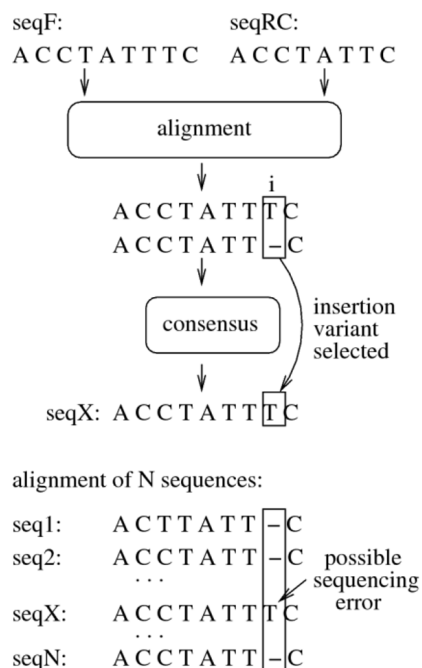 seqF: seqRC:
A C C T A T T T C A C C T A T T C
alignment
i
A C C T A T T T C
A C C T A T T – C
consensus
insertion
variant
selected
seqX: A C C T A T T T C
alignment of N sequences:
seq1: A C T T A T T – C
seq2: A C C T A T T – C
possible
. . .
sequencing
seqX: A C C T A T T T C
error
. . .
seqN: A C C T A T T – C